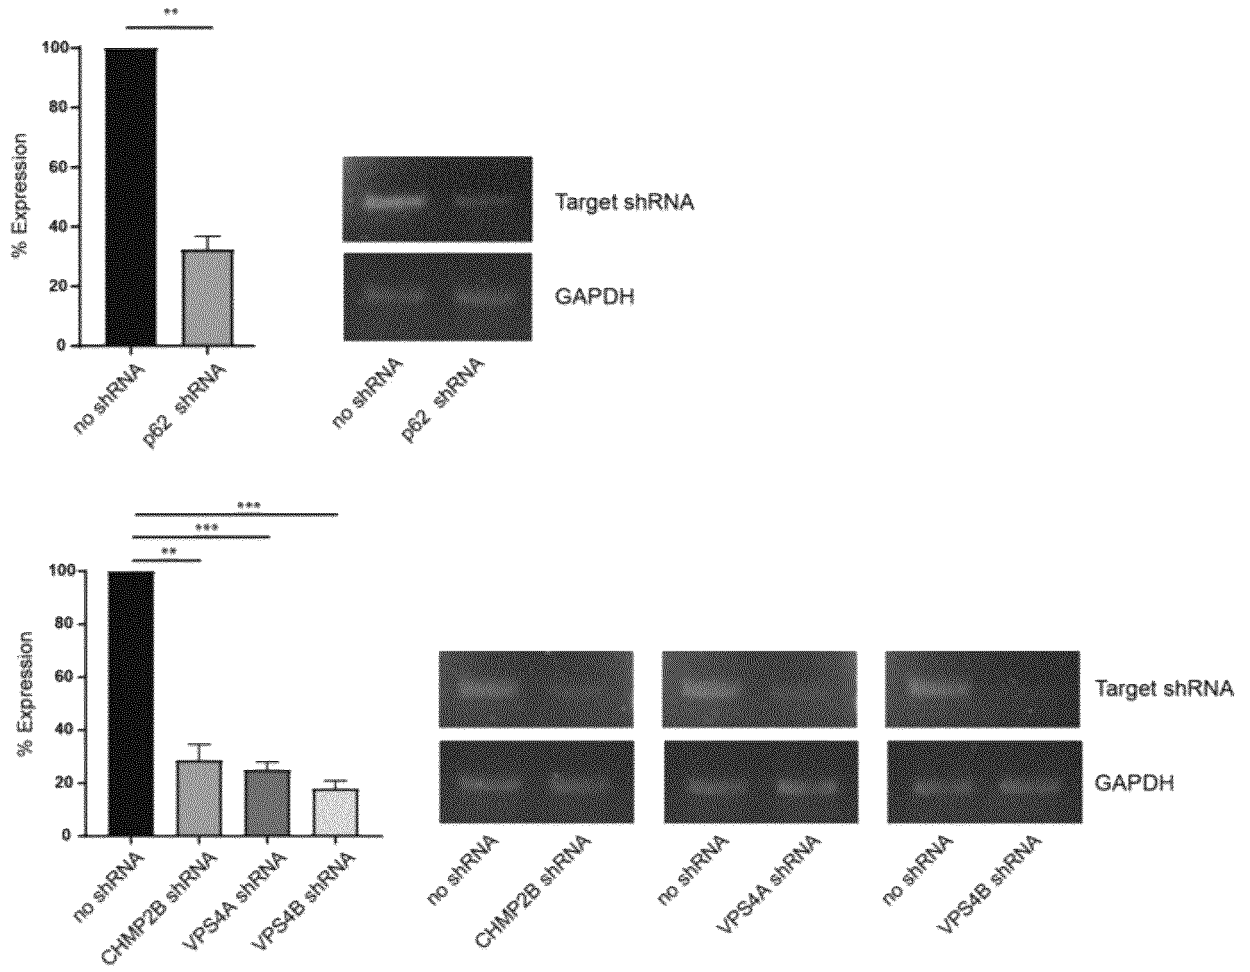 **
100
80
60
40
20
0
% Expression
no shRNA
p62 shRNA
Target shRNA
GAPDH
no shRNA
p62 shRNA
***
***
**
100
80
60
40
20
0
% Expression
no shRNA
CHMP2B shRNA
VPS4A shRNA
VPS4B shRNA
Target shRNA
GAPDH
no shRNA
CHMP2B shRNA
no shRNA
VPS4A shRNA
no shRNA
VPS4B shRNA